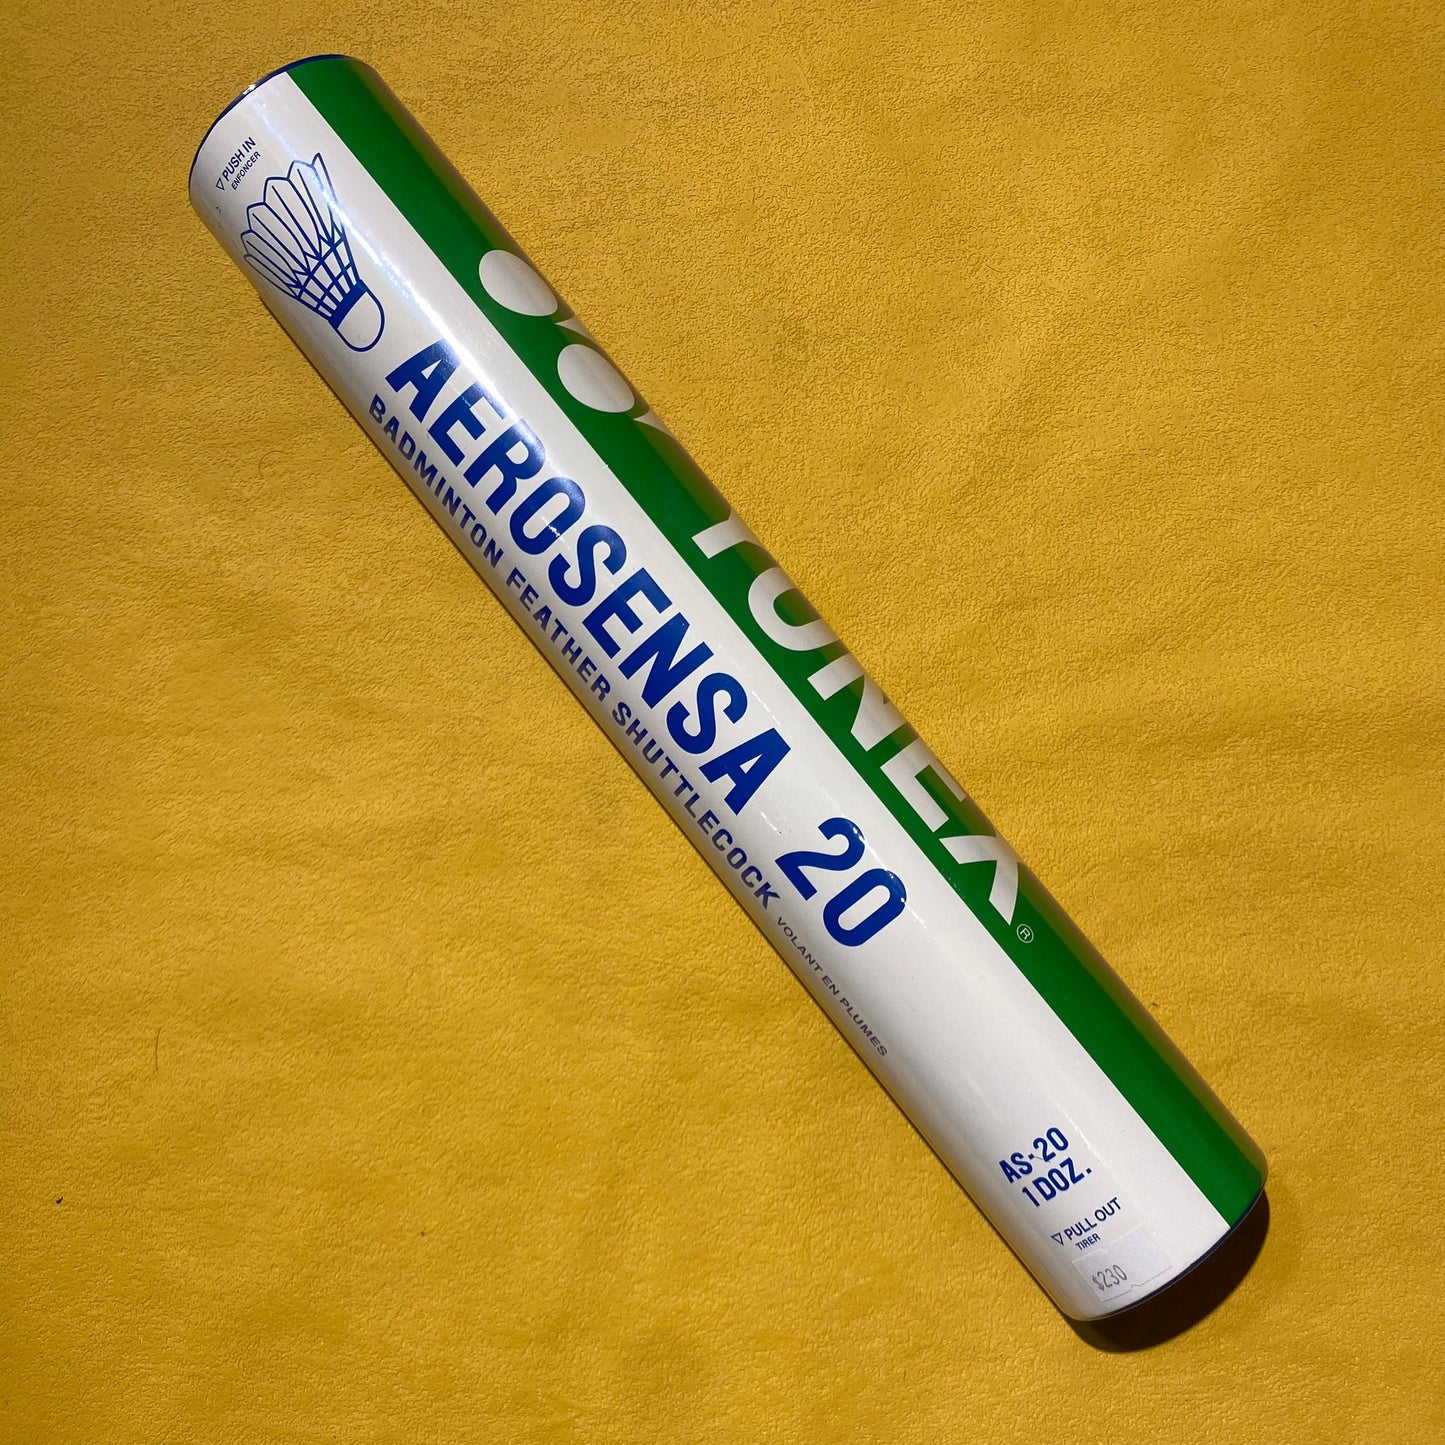 ▽PUSH IN
ENFONCER
YONEX®
AEROSENSA 20
BADMINTON FEATHER SHUTTLECOCK VOLANT EN PLUMES
AS-20
1 DOZ.
▽PULL OUT
TIRER
$230